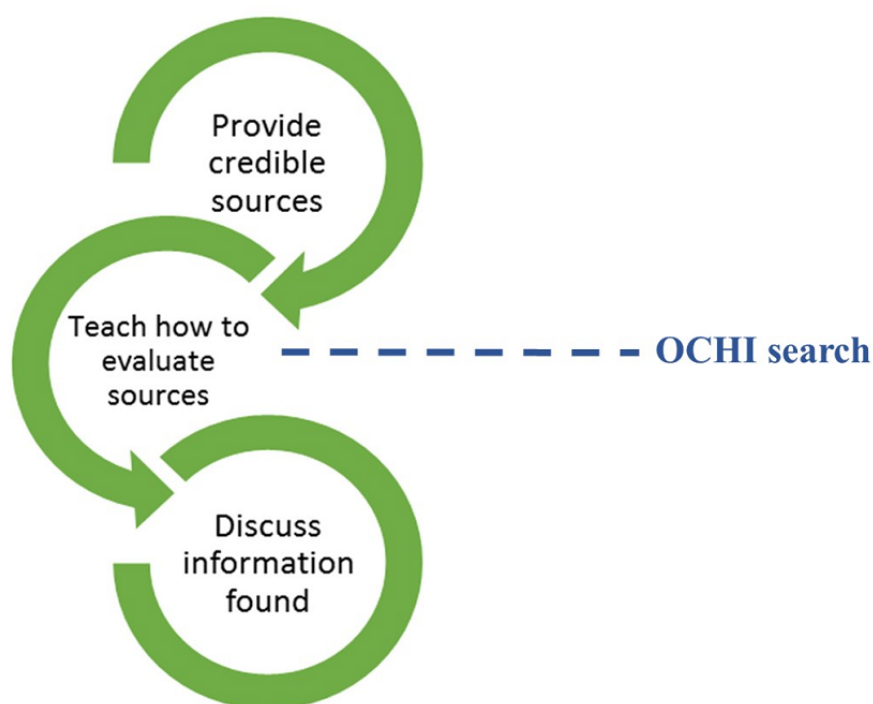 Provide
credible
sources
Teach how to
evaluate
sources
OCHI search
Discuss
information
found